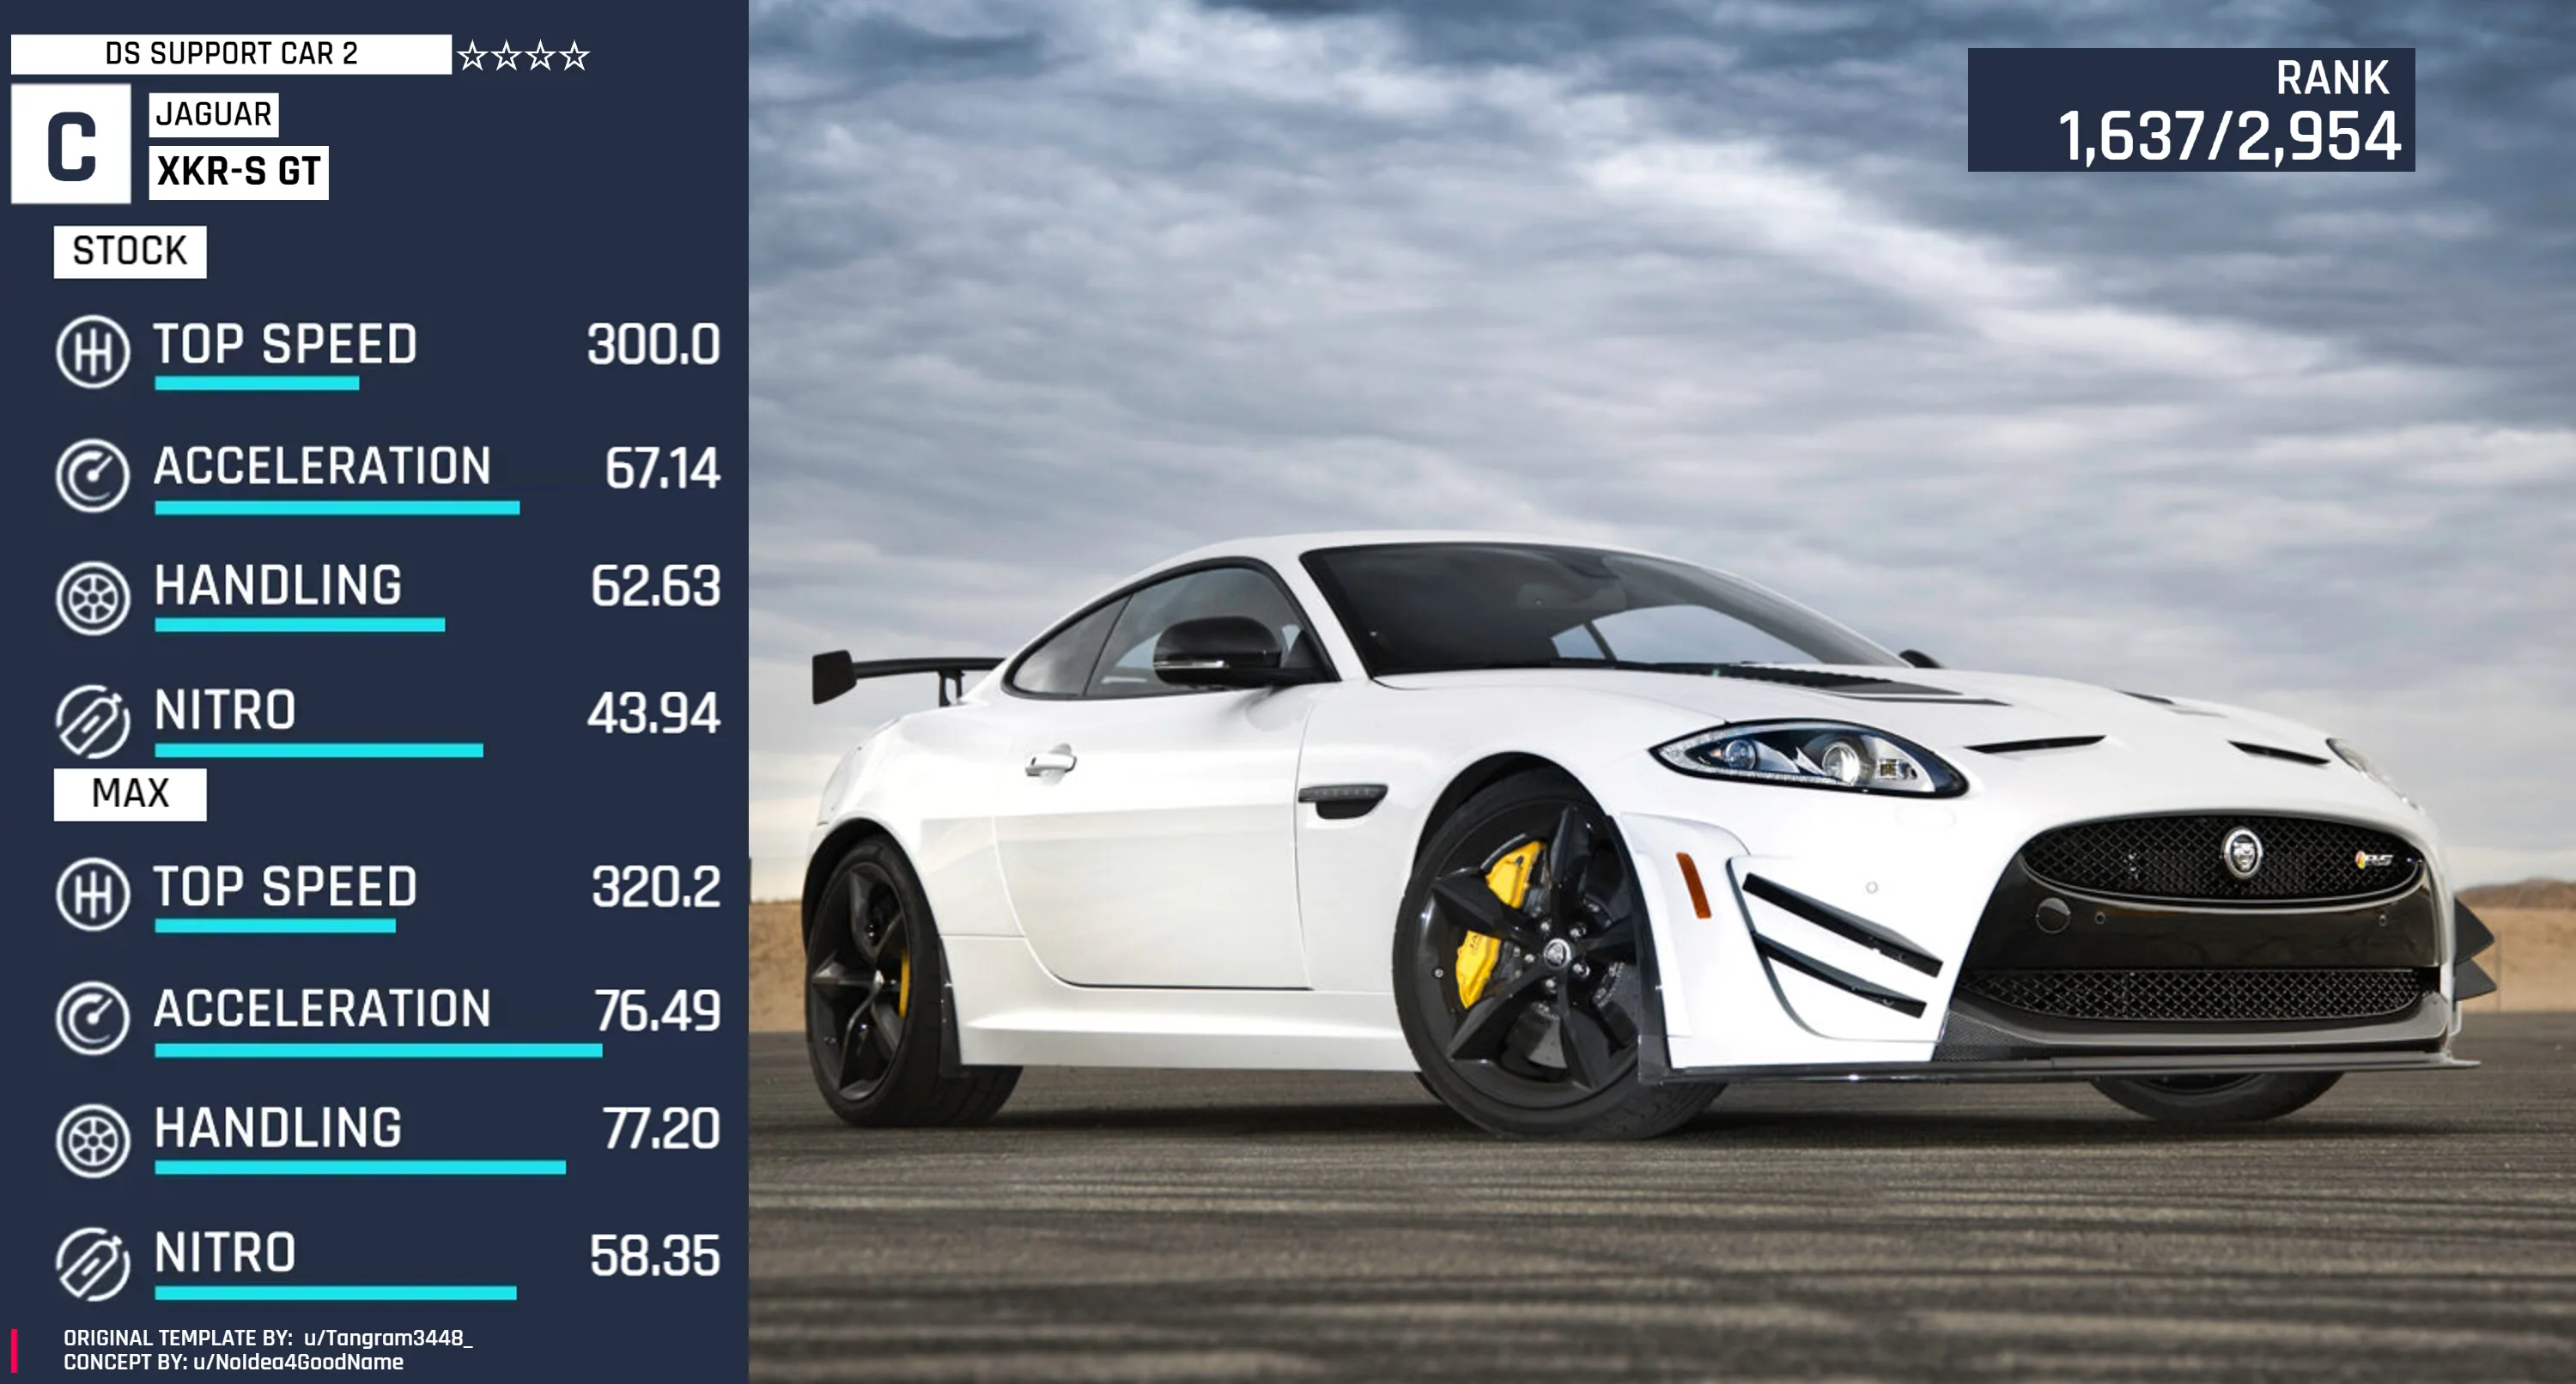 DS SUPPORT CAR 2
C
JAGUAR
XKR-S GT
STOCK
TOP SPEED 300.0
ACCELERATION 67.14
HANDLING 62.63
NITRO 43.94
MAX
TOP SPEED 320.2
ACCELERATION 76.49
HANDLING 77.20
NITRO 58.35
ORIGINAL TEMPLATE BY: u/Tangram3448_
CONCEPT BY: u/NoIdea4GoodName
RANK
1,637/2,954